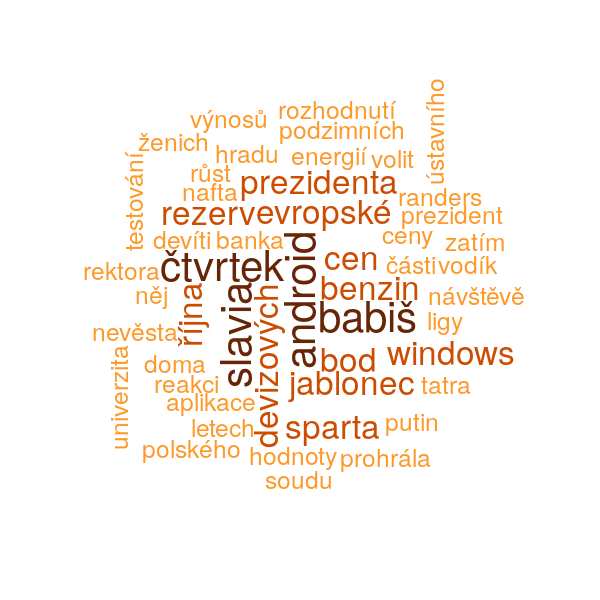 ústavního
rozhodnutí
výnosů
podzimních
ženich
hradu
energií
volit
testování
růst
prezidenta
nafta
randers
rezerv
evropské
prezident
devíti
banka
ceny
zatím
čtvrtek
android
cen
části
vodík
rektora
něj
října
slavia
devizových
benzin
návštěvě
babiš
ligy
nevěsta
univerzita
doma
bod
windows
reakci
jablonec
tatra
aplikace
letech
sparta
putin
polského
hodnoty
prohrála
soudu